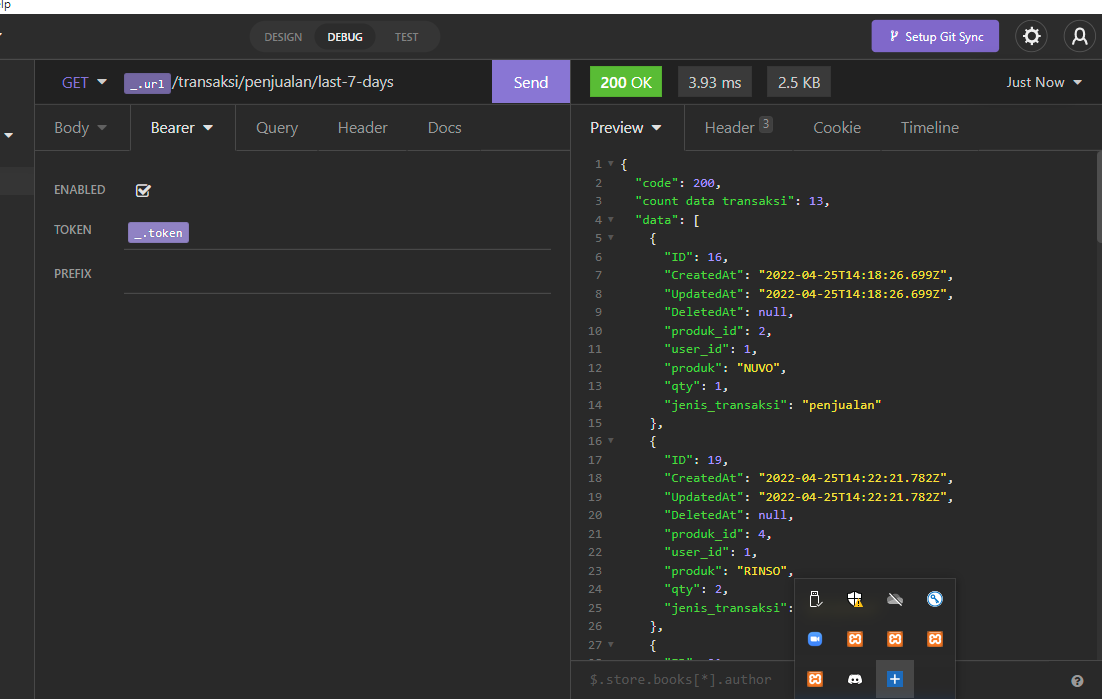 elp
DESIGN DEBUG TEST
Setup Git Sync
GET _.url/transaksi/penjualan/last-7-days Send
200 OK 3.93 ms 2.5 KB Just Now
Body Bearer Query Header Docs
Preview Header 3 Cookie Timeline
ENABLED
TOKEN _.token
PREFIX
1 {
2 "code": 200,
3 "count data transaksi": 13,
4 "data": [
5 {
6 "ID": 16,
7 "CreatedAt": "2022-04-25T14:18:26.699Z",
8 "UpdatedAt": "2022-04-25T14:18:26.699Z",
9 "DeletedAt": null,
10 "produk_id": 2,
11 "user_id": 1,
12 "produk": "NUVO",
13 "qty": 1,
14 "jenis_transaksi": "penjualan"
15 },
16 {
17 "ID": 19,
18 "CreatedAt": "2022-04-25T14:22:21.782Z",
19 "UpdatedAt": "2022-04-25T14:22:21.782Z",
20 "DeletedAt": null,
21 "produk_id": 4,
22 "user_id": 1,
23 "produk": "RINSO",
24 "qty": 2,
25 "jenis_transaksi":
26 },
27 {
$.store.books[*].author